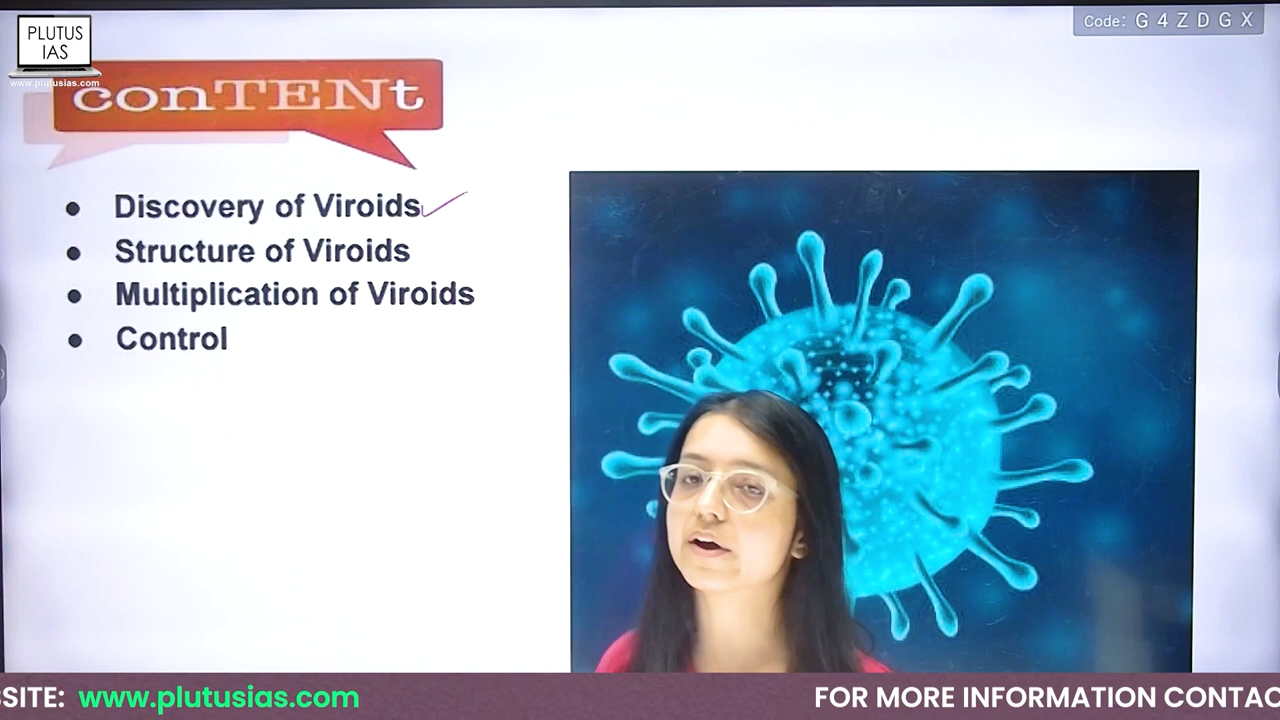 PLUTUS
IAS
www.plutusias.com
Code: G 4 Z D G X
conTENt
• Discovery of Viroids
• Structure of Viroids
• Multiplication of Viroids
• Control
SITE: www.plutusias.com
FOR MORE INFORMATION CONTAC